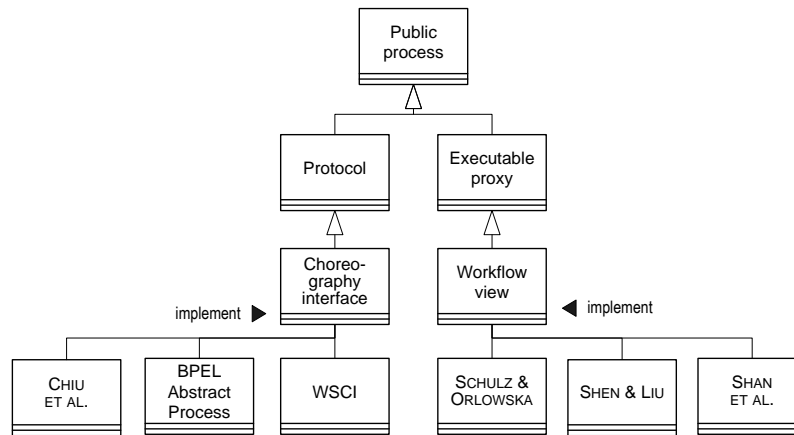 Public
process
Protocol
Executable
proxy
Choreo-
graphy
interface
Workflow
view
implement
implement
CHIU
ET AL.
BPEL
Abstract
Process
WSCI
SCHULZ &
ORLOWSKA
SHEN & LIU
SHAN
ET AL.